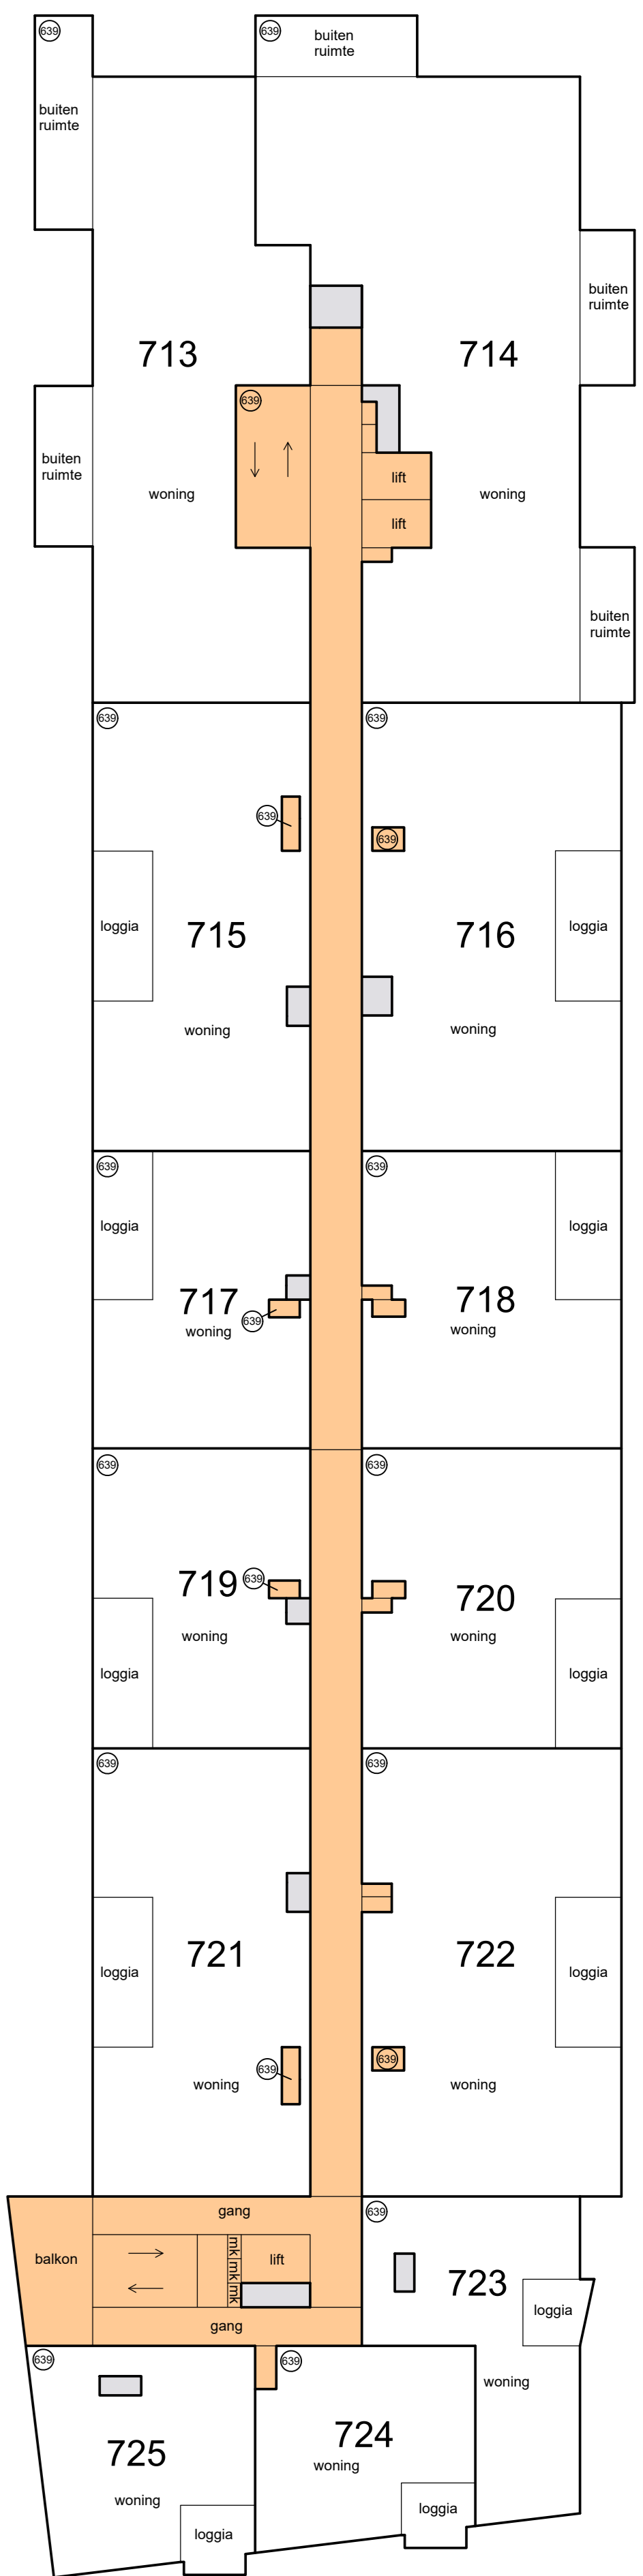 639
639
buiten
ruimte
buiten
ruimte
buiten
ruimte
713
714
639
buiten
ruimte
woning
lift
woning
lift
buiten
ruimte
639
639
639
639
loggia
715
716
loggia
woning
woning
639
639
loggia
loggia
717
718
woning
639
woning
639
639
719
639
720
woning
woning
loggia
loggia
639
639
721
722
loggia
loggia
639
639
woning
woning
gang
639
balkon
mk
mk
mk
lift
723
loggia
gang
639
639
woning
724
725
woning
woning
loggia
loggia